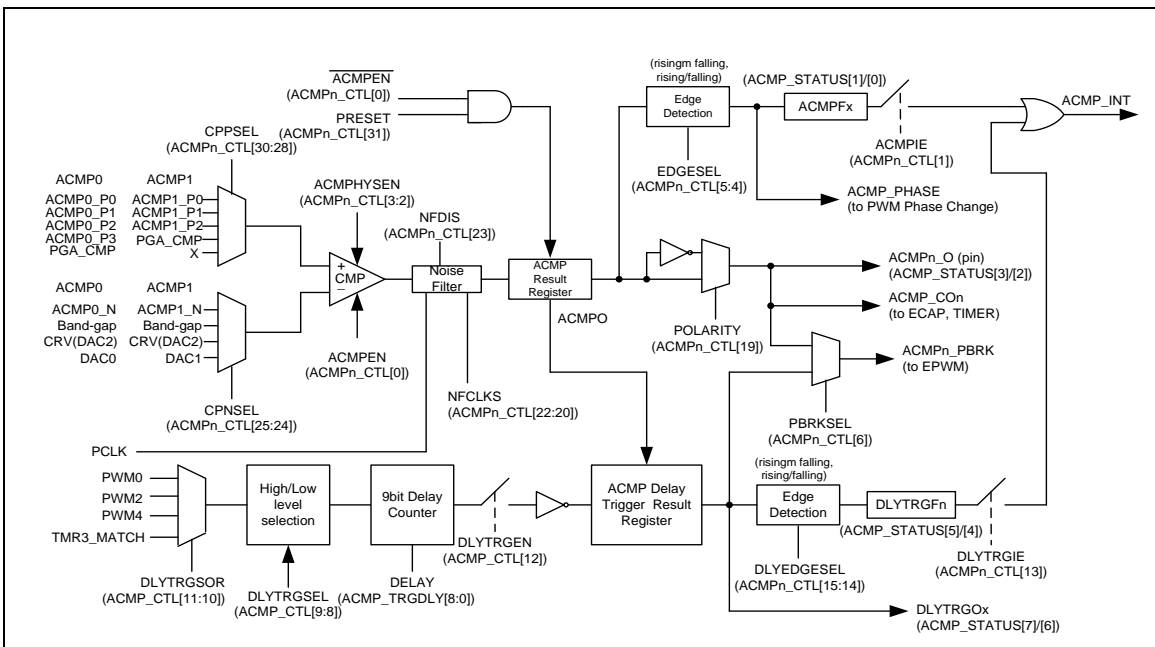 ACMPEN
(ACMPn_CTL[0])
PRESET
(ACMPn_CTL[31])
CPPSEL
(ACMPn_CTL[30:28])
ACMP0
ACMP1
ACMP0_P0
ACMP1_P0
ACMP0_P1
ACMP1_P1
ACMP0_P2
ACMP1_P2
ACMP0_P3
PGA_CMP
PGA_CMP
X
ACMPHYSEN
(ACMPn_CTL[3:2])
+
CMP
−
NFDIS
(ACMPn_CTL[23])
Noise
Filter
ACMP
Result
Register
ACMPO
ACMP0
ACMP1
ACMP0_N
ACMP1_N
Band-gap
Band-gap
CRV(DAC2)
CRV(DAC2)
DAC0
DAC1
CPNSEL
(ACMPn_CTL[25:24])
ACMPEN
(ACMPn_CTL[0])
NFCLKS
(ACMPn_CTL[22:20])
PCLK
(risingm falling,
rising/falling)
Edge
Detection
EDGESEL
(ACMPn_CTL[5:4])
(ACMP_STATUS[1]/[0])
ACMPFx
ACMPIE
(ACMPn_CTL[1])
ACMP_INT
ACMP_PHASE
(to PWM Phase Change)
POLARITY
(ACMPn_CTL[19])
ACMPn_O (pin)
(ACMP_STATUS[3]/[2])
ACMP_COn
(to ECAP, TIMER)
ACMPn_PBRK
(to EPWM)
PBRKSEL
(ACMPn_CTL[6])
PWM0
PWM2
PWM4
TMR3_MATCH
DLYTRGSOR
(ACMP_CTL[11:10])
High/Low
level
selection
DLYTRGSEL
(ACMP_CTL[9:8])
9bit Delay
Counter
DELAY
(ACMP_TRGDLY[8:0])
DLYTRGEN
(ACMP_CTL[12])
ACMP Delay
Trigger Result
Register
(risingm falling,
rising/falling)
Edge
Detection
DLYEDGESEL
(ACMPn_CTL[15:14])
DLYTRGFn
(ACMP_STATUS[5]/[4])
DLYTRGIE
(ACMPn_CTL[13])
DLYTRGOx
(ACMP_STATUS[7]/[6])